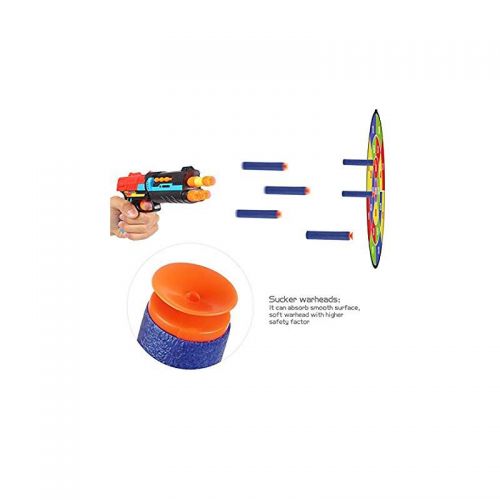 Sucker warheads:
It can absorb smooth surface,
soft warhead with higher
safety factor